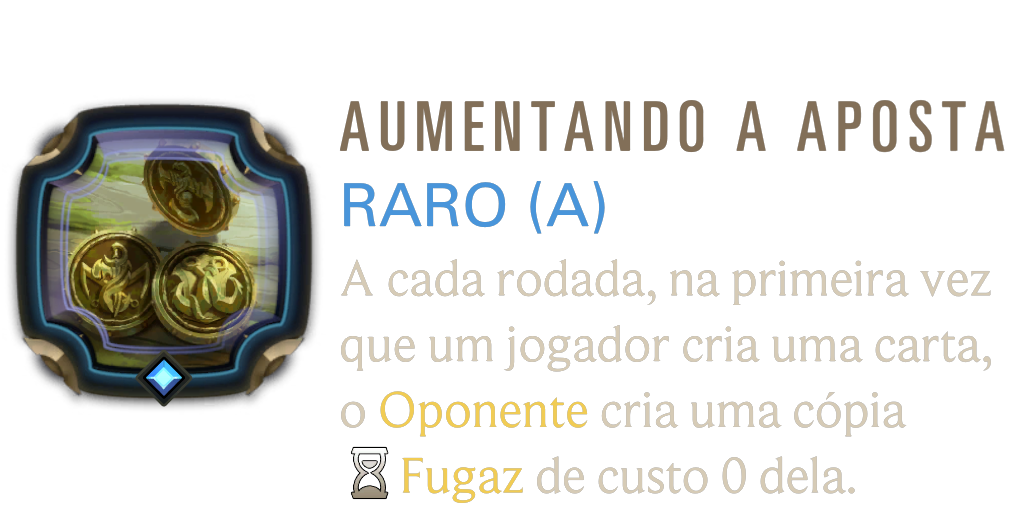 AUMENTANDO A APOSTA
RARO (A)
A cada rodada, na primeira vez
que um jogador cria uma carta,
o Oponente cria uma cópia
Fugaz de custo 0 dela.